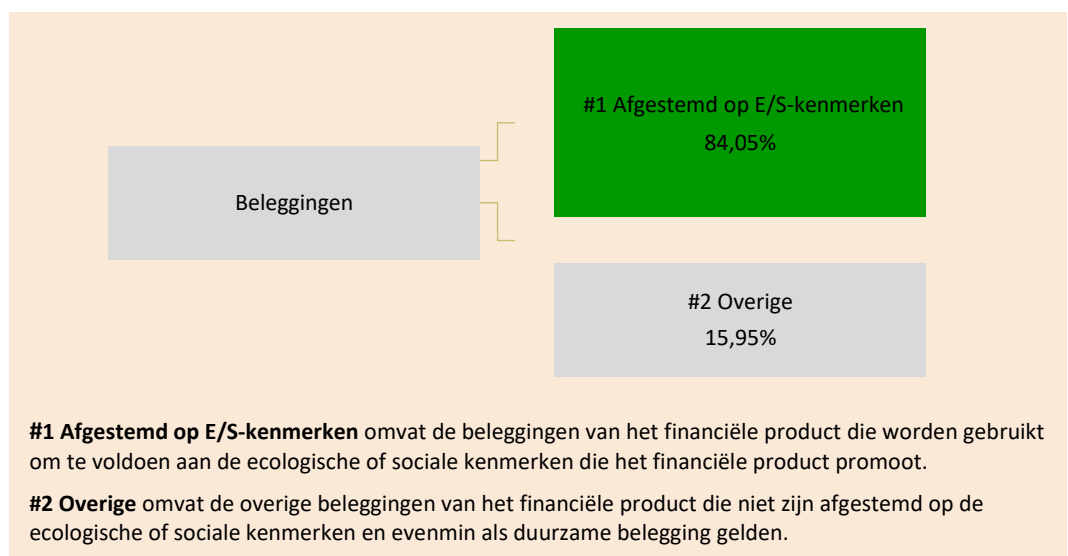 #1 Afgestemd op E/S-kenmerken
84,05%
Beleggingen
#2 Overige
15,95%
#1 Afgestemd op E/S-kenmerken omvat de beleggingen van het financiële product die worden gebruikt
om te voldoen aan de ecologische of sociale kenmerken die het financiële product promoot.
#2 Overige omvat de overige beleggingen van het financiële product die niet zijn afgestemd op de
ecologische of sociale kenmerken en evenmin als duurzame belegging gelden.